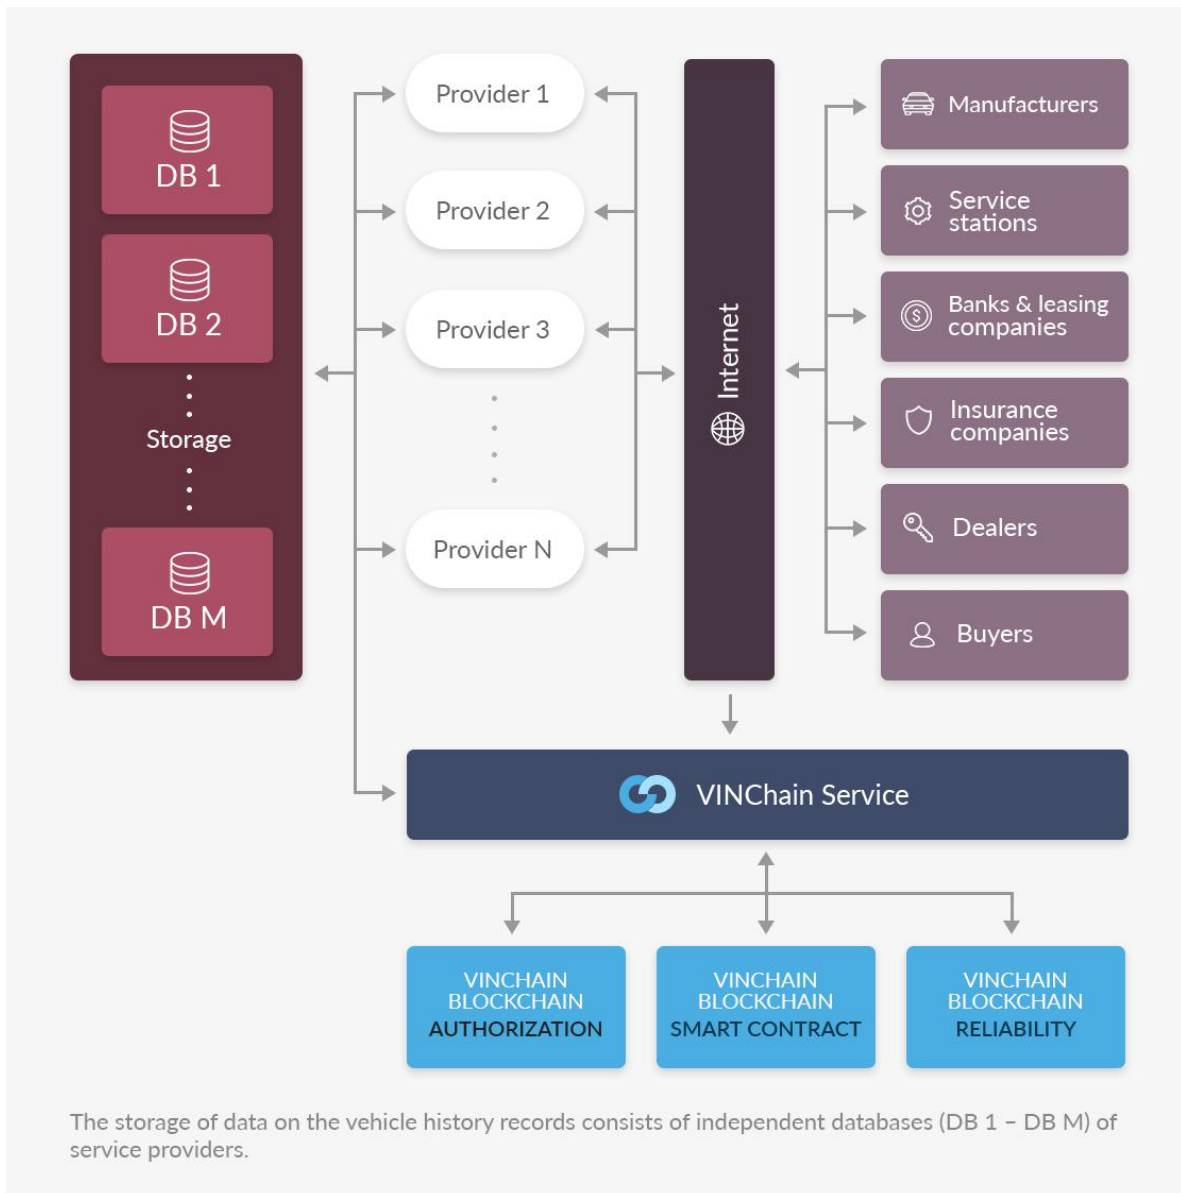 DB 1
DB 2
Storage
DB M
Provider 1
Provider 2
Provider 3
Provider N
Internet
Manufacturers
Service
stations
Banks & leasing
companies
Insurance
companies
Dealers
Buyers
VINChain Service
VINCHAIN
BLOCKCHAIN
AUTHORIZATION
VINCHAIN
BLOCKCHAIN
SMART CONTRACT
VINCHAIN
BLOCKCHAIN
RELIABILITY
The storage of data on the vehicle history records consists of independent databases (DB 1 – DB M) of
service providers.